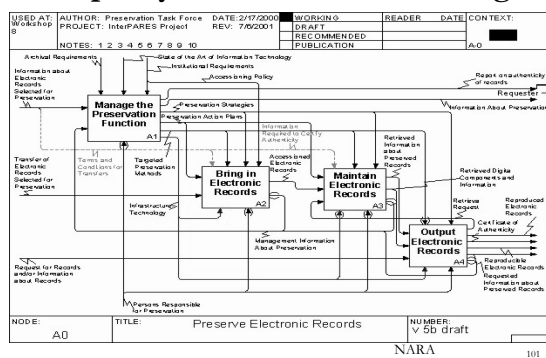 USED AT:
Workshop
8
AUTHOR: Preservation Task Force
PROJECT: InterPARES Project
DATE:2/17/2000
REV: 7/6/2001
NOTES: 1 2 3 4 5 6 7 8 9 10
WORKING
DRAFT
RECOMMENDED
PUBLICATION
READER DATE
CONTEXT:
A-0
Archival Requirements
State of the Art of Information Technology
Institutional Requirements
Accessioning Policy
Information about
Electronic
Records
Selected for
Preservation
Report on authenticity
of records
Requester
Information About Preservation
Manage the
Preservation
Function
A1
Preservation Strategies
Preservation Action Plans
Information
Required to Certify
Authenticity
Retrieved
Information
about
Preserved
Records
Transfer of
Electronic
Records
Selected for
Preservation
Terms and
Conditions for
Transfers
Targeted
Preservation
Methods
Bring in
Electronic
Records
A2
Accessioned
Electronic
Records
Maintain
Electronic
Records
A3
Retrieved Digital
Components and
Information
Infrastructure
Technology
Retrieval
Request
Reproduced
Electronic
Records
Certificate of
Authenticity
Management Information
About Preservation
Output
Electronic
Records
A4
Reproducible
Electronic Records
Requested
Information about
Preserved Records
Request for Records
and/or Information
about Records
Persons Responsible
for Preservation
NODE:
A0
TITLE:
Preserve Electronic Records
NUMBER:
v 5b draft
NARA
101